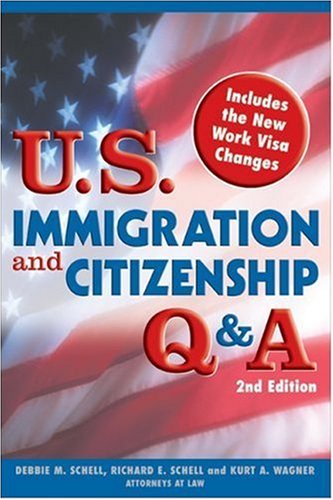 Includes
the New
Work Visa
Changes
U.S.
IMMIGRATION
and CITIZENSHIP
Q & A
2nd Edition
DEBBIE M. SCHELL, RICHARD E. SCHELL and KURT A. WAGNER
ATTORNEYS AT LAW